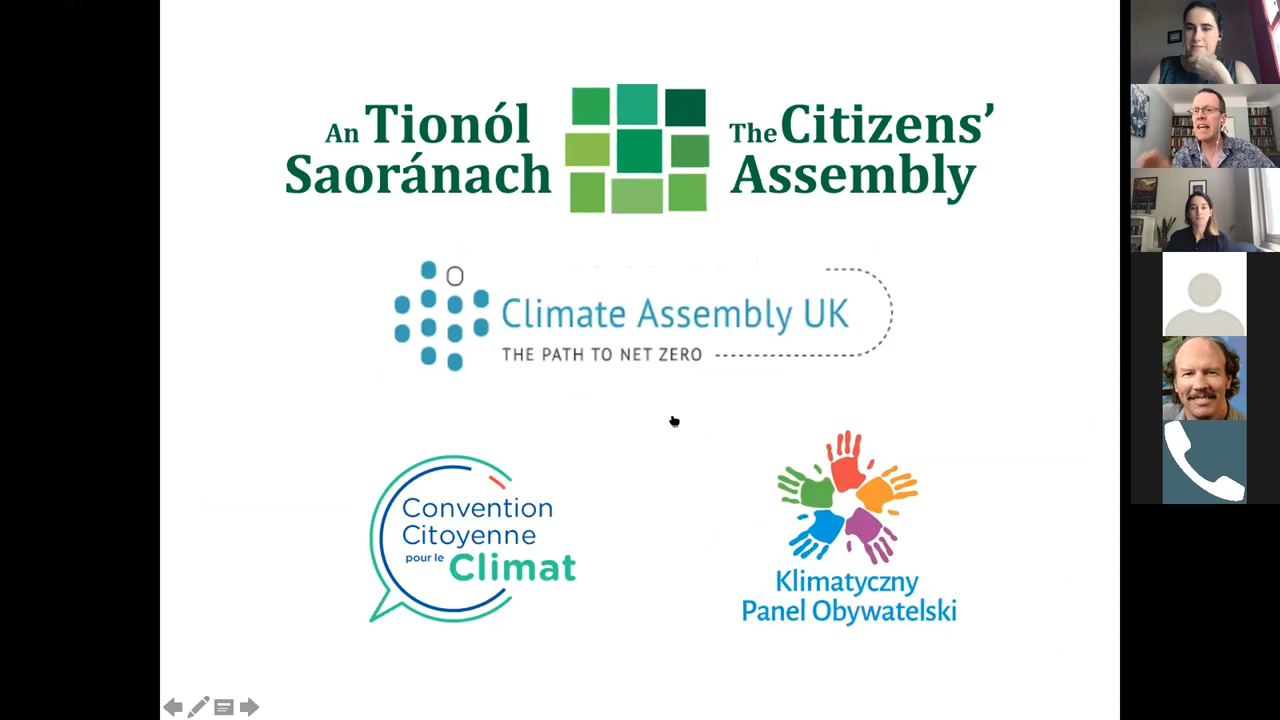 An Tionól
Saoránach
The Citizens’
Assembly
Climate Assembly UK
THE PATH TO NET ZERO
Convention
Citoyenne
pour le Climat
Klimatyczny
Panel Obywatelski